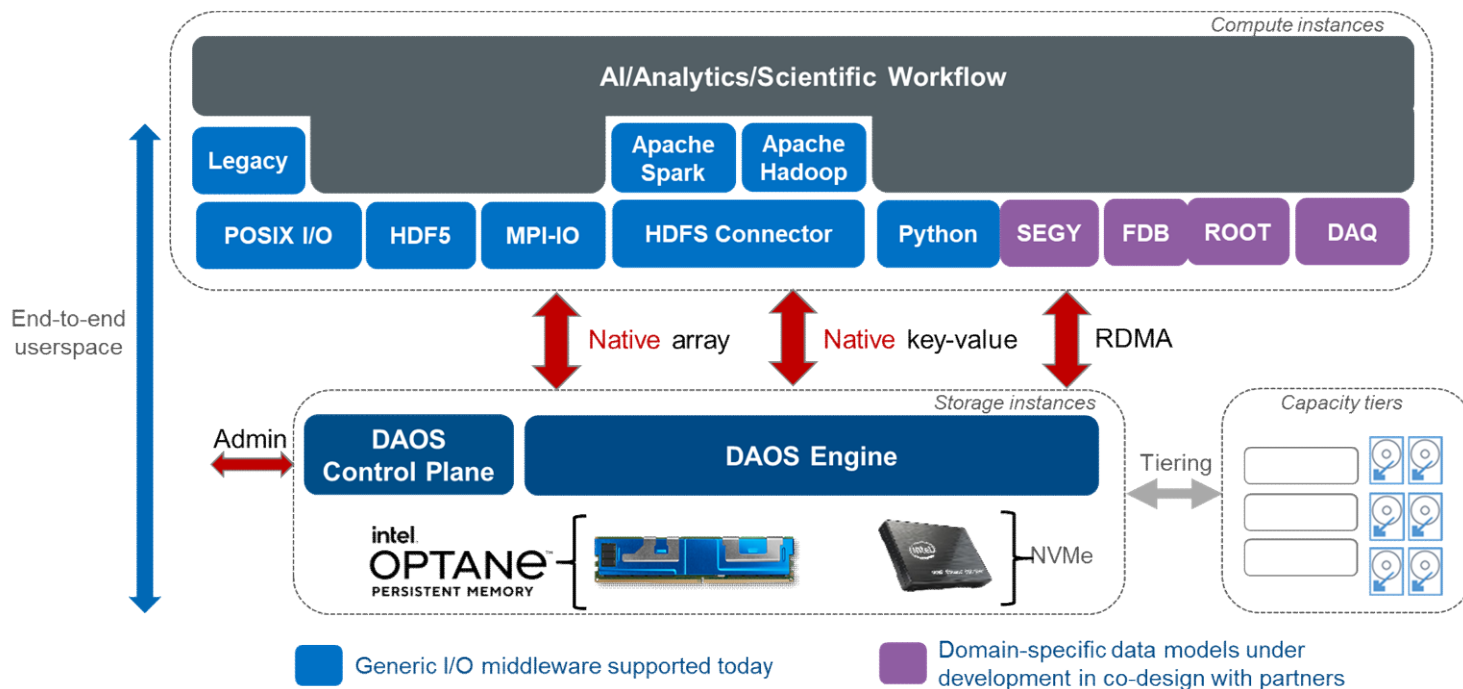 Compute instances
AI/Analytics/Scientific Workflow
Legacy
Apache
Spark
Apache
Hadoop
POSIX I/O
HDF5
MPI-IO
HDFS Connector
Python
SEGY
FDB
ROOT
DAQ
End-to-end
userspace
Native array
Native key-value
RDMA
Storage instances
Capacity tiers
Admin
DAOS
Control Plane
DAOS Engine
Tiering
intel.
OPTANE™
PERSISTENT MEMORY
intel
NVMe
Generic I/O middleware supported today
Domain-specific data models under
development in co-design with partners